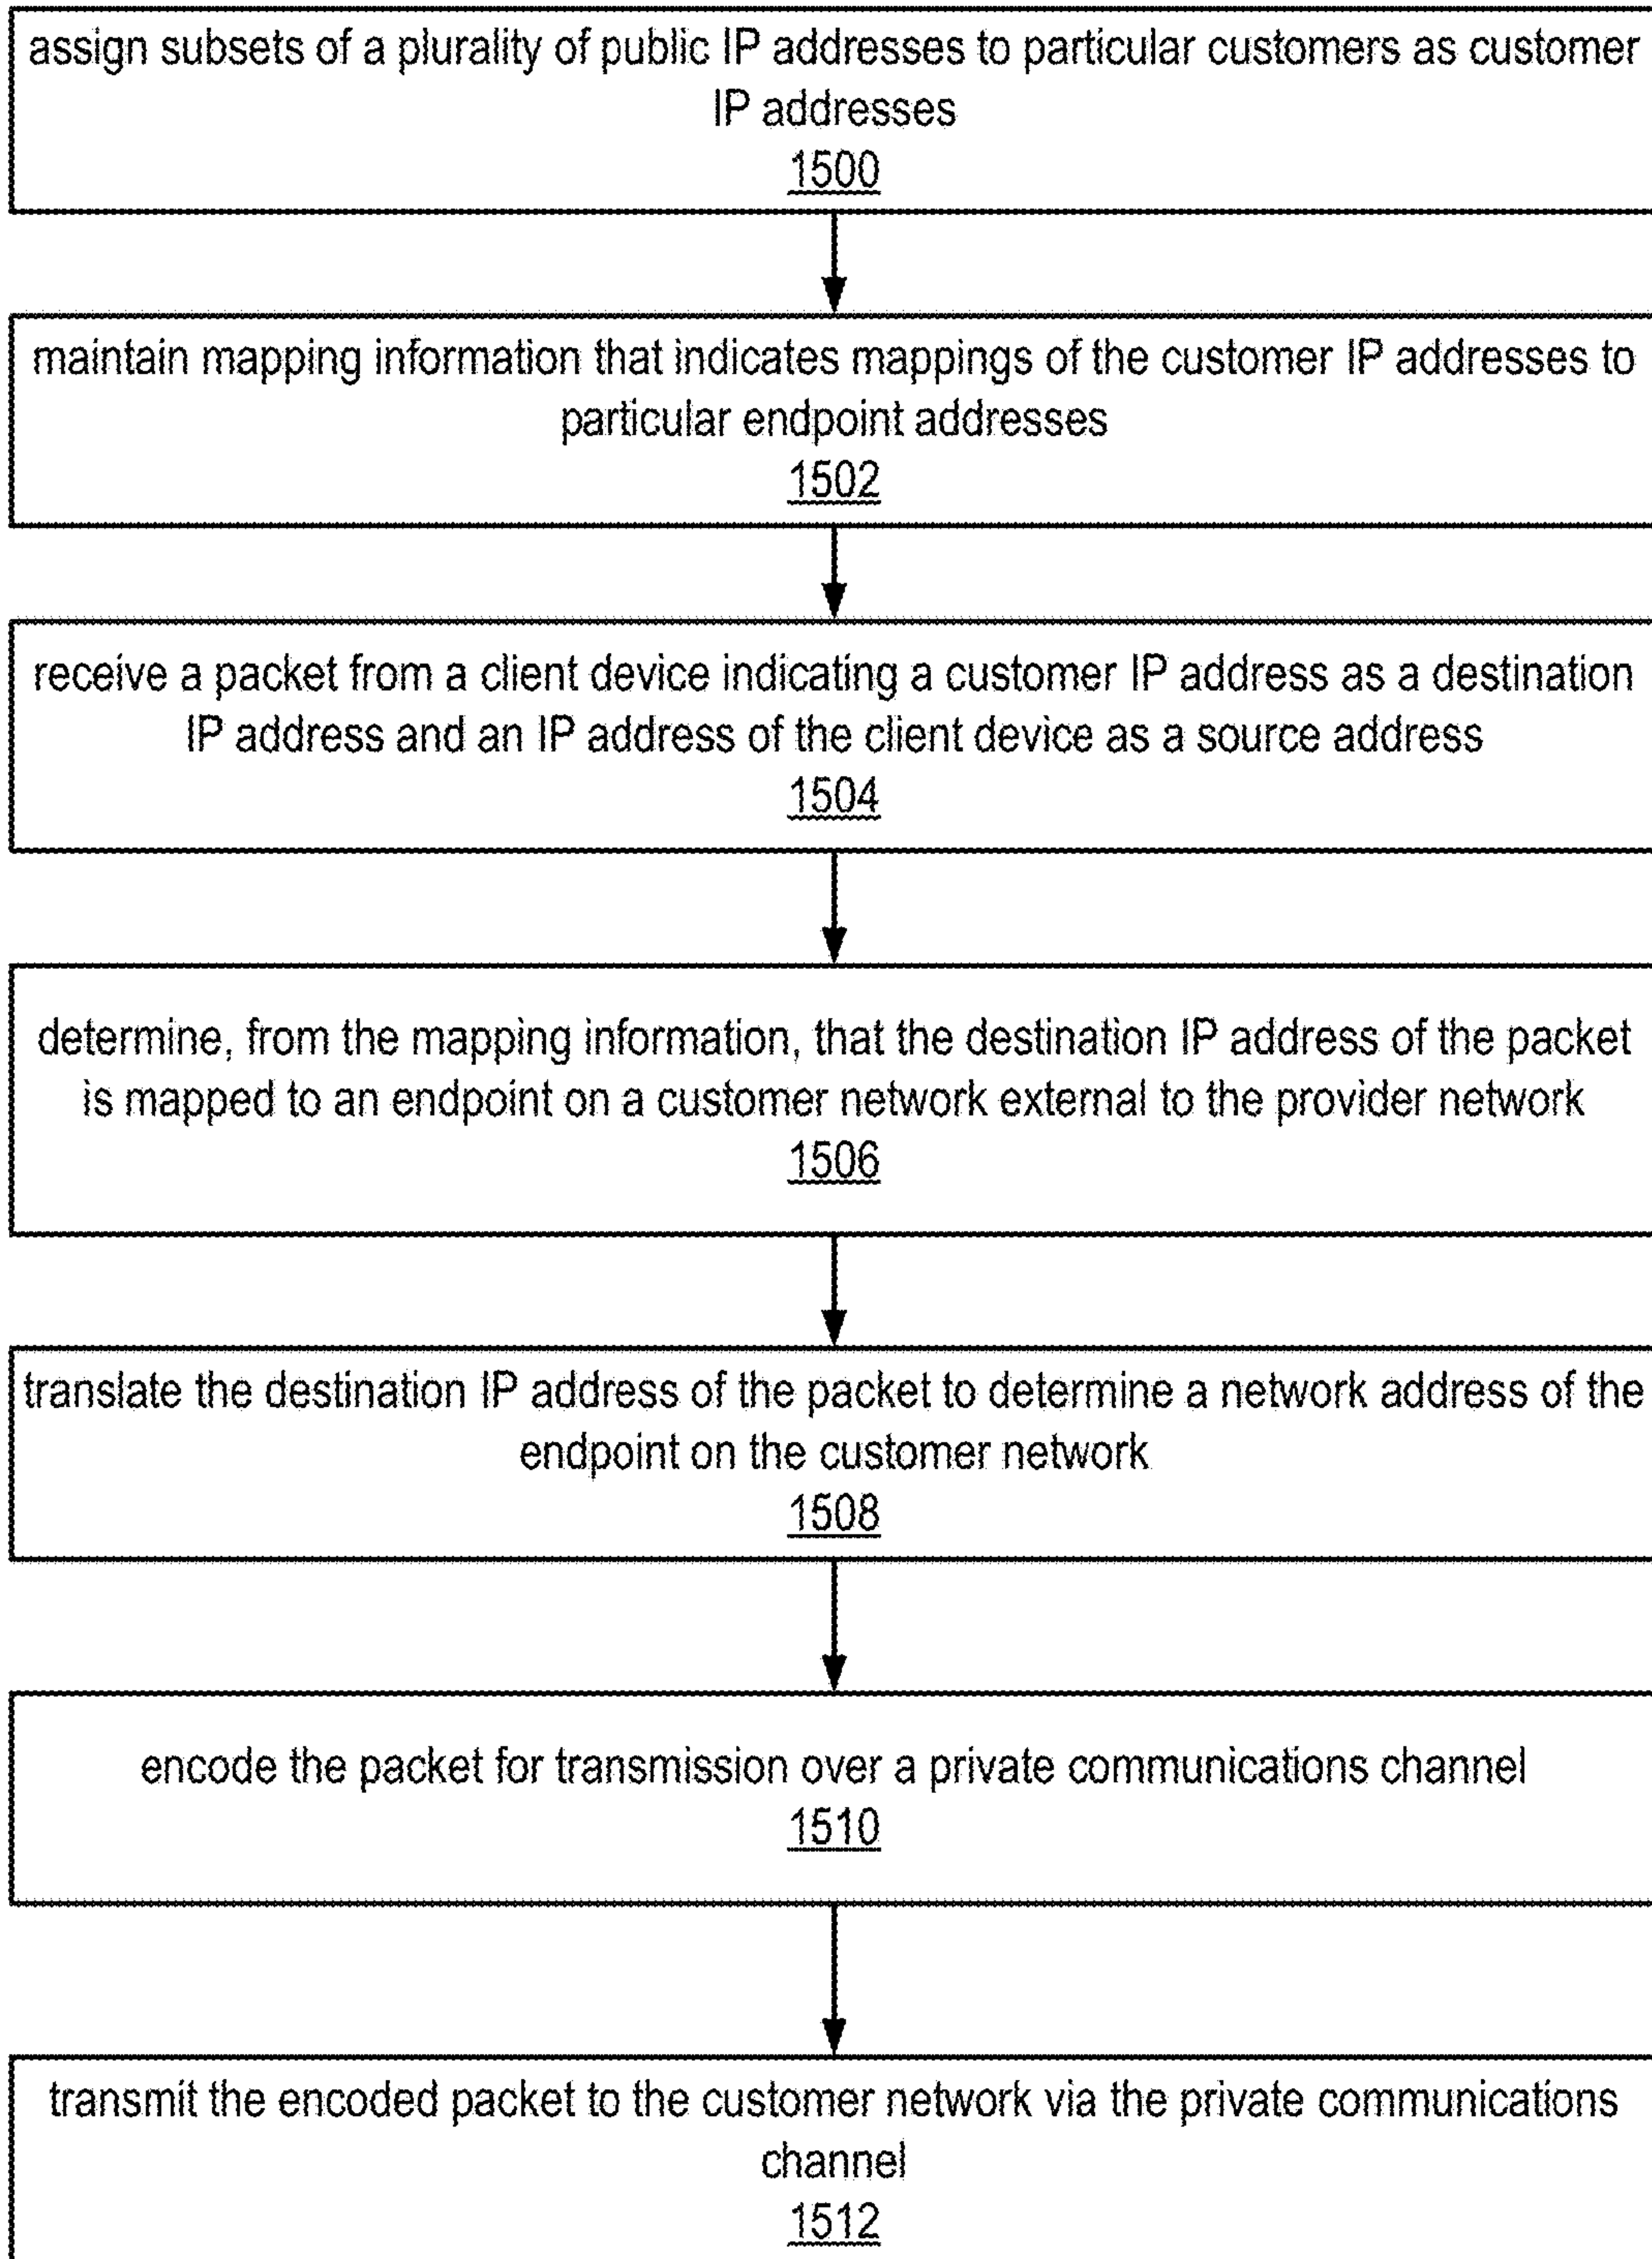 assign subsets of a plurality of public IP addresses to particular customers as customer
IP addresses
1500
maintain mapping information that indicates mappings of the customer IP addresses to
particular endpoint addresses
1502
receive a packet from a client device indicating a customer IP address as a destination
IP address and an IP address of the client device as a source address
1504
determine, from the mapping information, that the destination IP address of the packet
is mapped to an endpoint on a customer network external to the provider network
1506
translate the destination IP address of the packet to determine a network address of the
endpoint on the customer network
1508
encode the packet for transmission over a private communications channel
1510
transmit the encoded packet to the customer network via the private communications
channel
1512